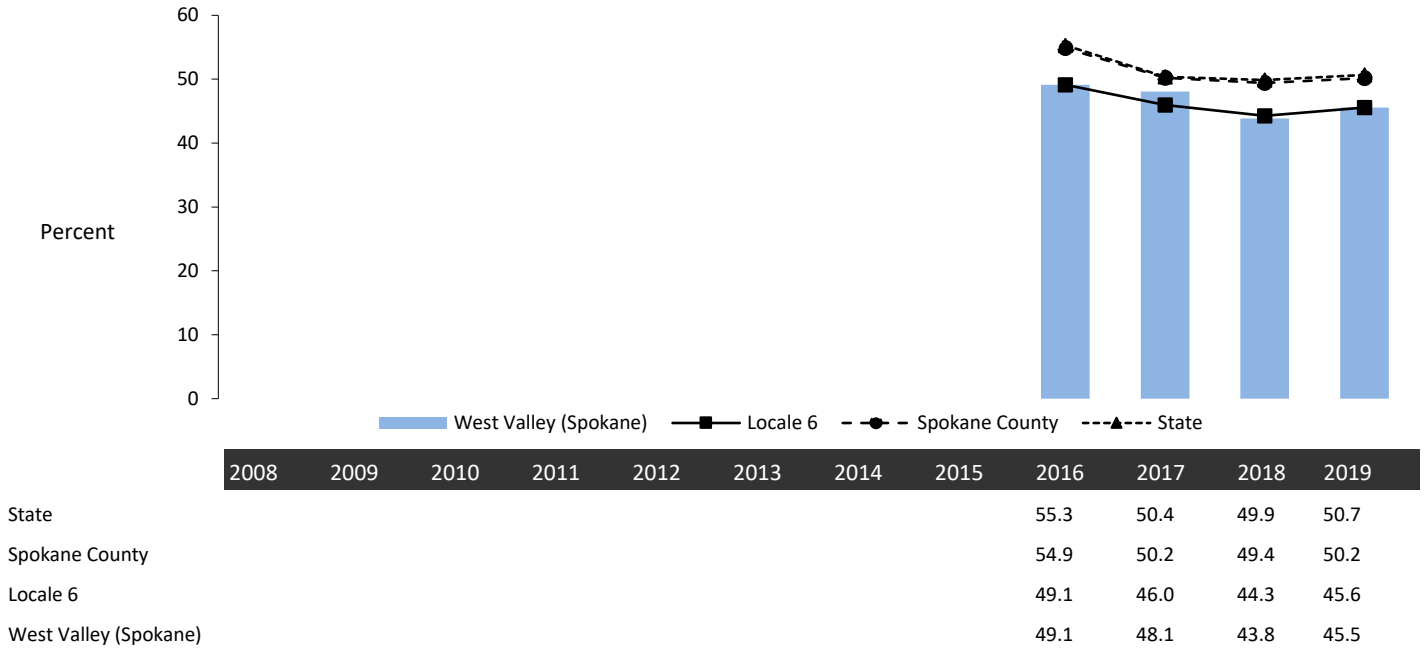 60
50
40
30
Percent
20
10
0
West Valley (Spokane) Locale 6 Spokane County State
2008 2009 2010 2011 2012 2013 2014 2015 2016 2017 2018 2019
State 55.3 50.4 49.9 50.7
Spokane County 54.9 50.2 49.4 50.2
Locale 6 49.1 46.0 44.3 45.6
West Valley (Spokane) 49.1 48.1 43.8 45.5